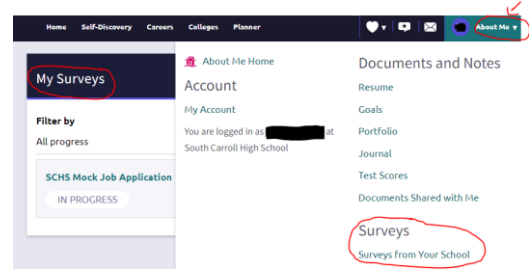 Home Self-Discovery Careers Colleges Planner About Me
My Surveys
Filter by
All progress
SCHS Mock Job Application
IN PROGRESS
About Me Home
Account
My Account
You are logged in as at
South Carroll High School
Documents and Notes
Resume
Goals
Portfolio
Journal
Test Scores
Documents Shared with Me
Surveys
Surveys from Your School